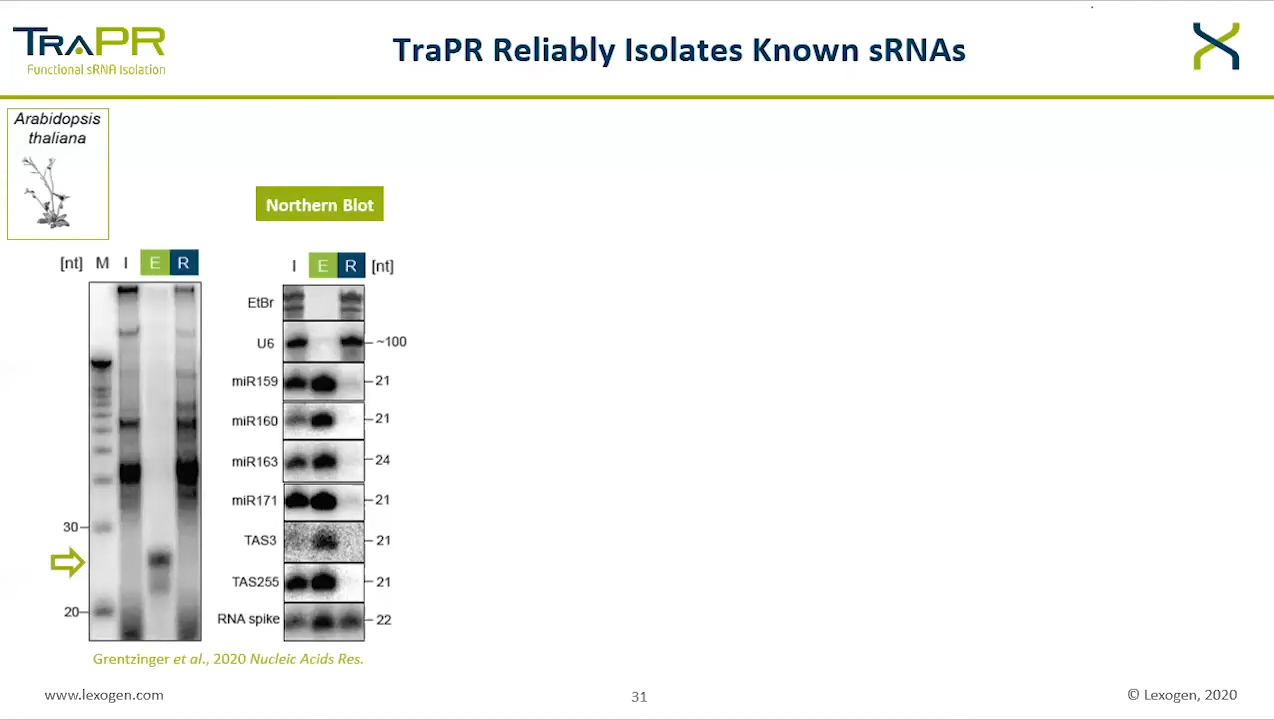 TRAPR
Functional sRNA Isolation
TraPR Reliably Isolates Known sRNAs
Arabidopsis
thaliana
Northern Blot
[nt] M I E R
30
20
I E R [nt]
EtBr
U6 ~100
miR159 21
miR160 21
miR163 24
miR171 21
TAS3 21
TAS255 21
RNA spike 22
Grentzinger et al., 2020 Nucleic Acids Res.
www.lexogen.com
31
© Lexogen, 2020